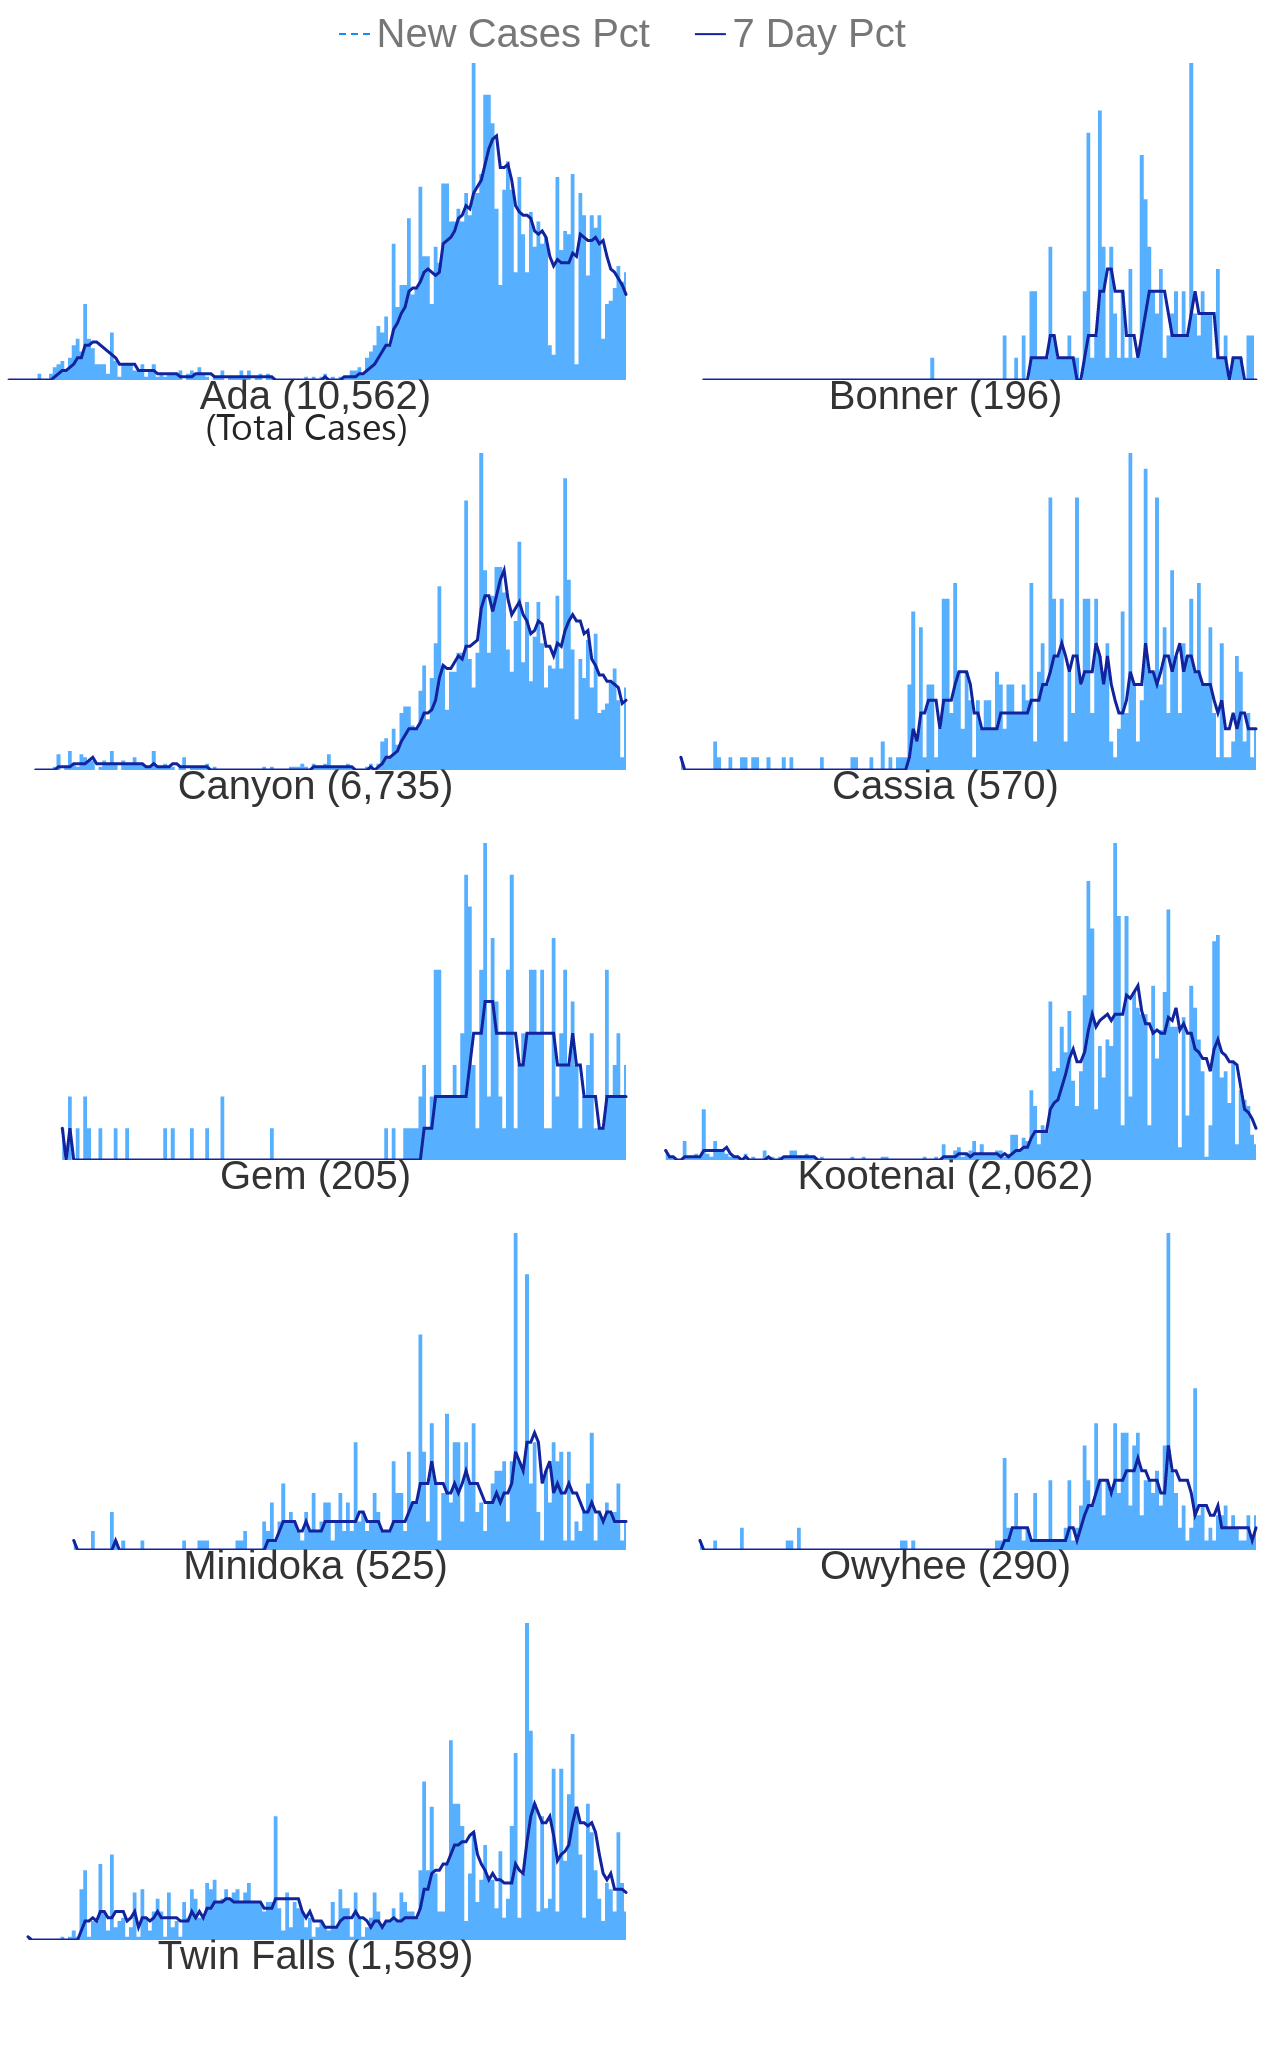 New Cases Pct 7 Day Pct
Ada (10,562)
(Total Cases)
Bonner (196)
Canyon (6,735)
Cassia (570)
Gem (205)
Kootenai (2,062)
Minidoka (525)
Owyhee (290)
Twin Falls (1,589)